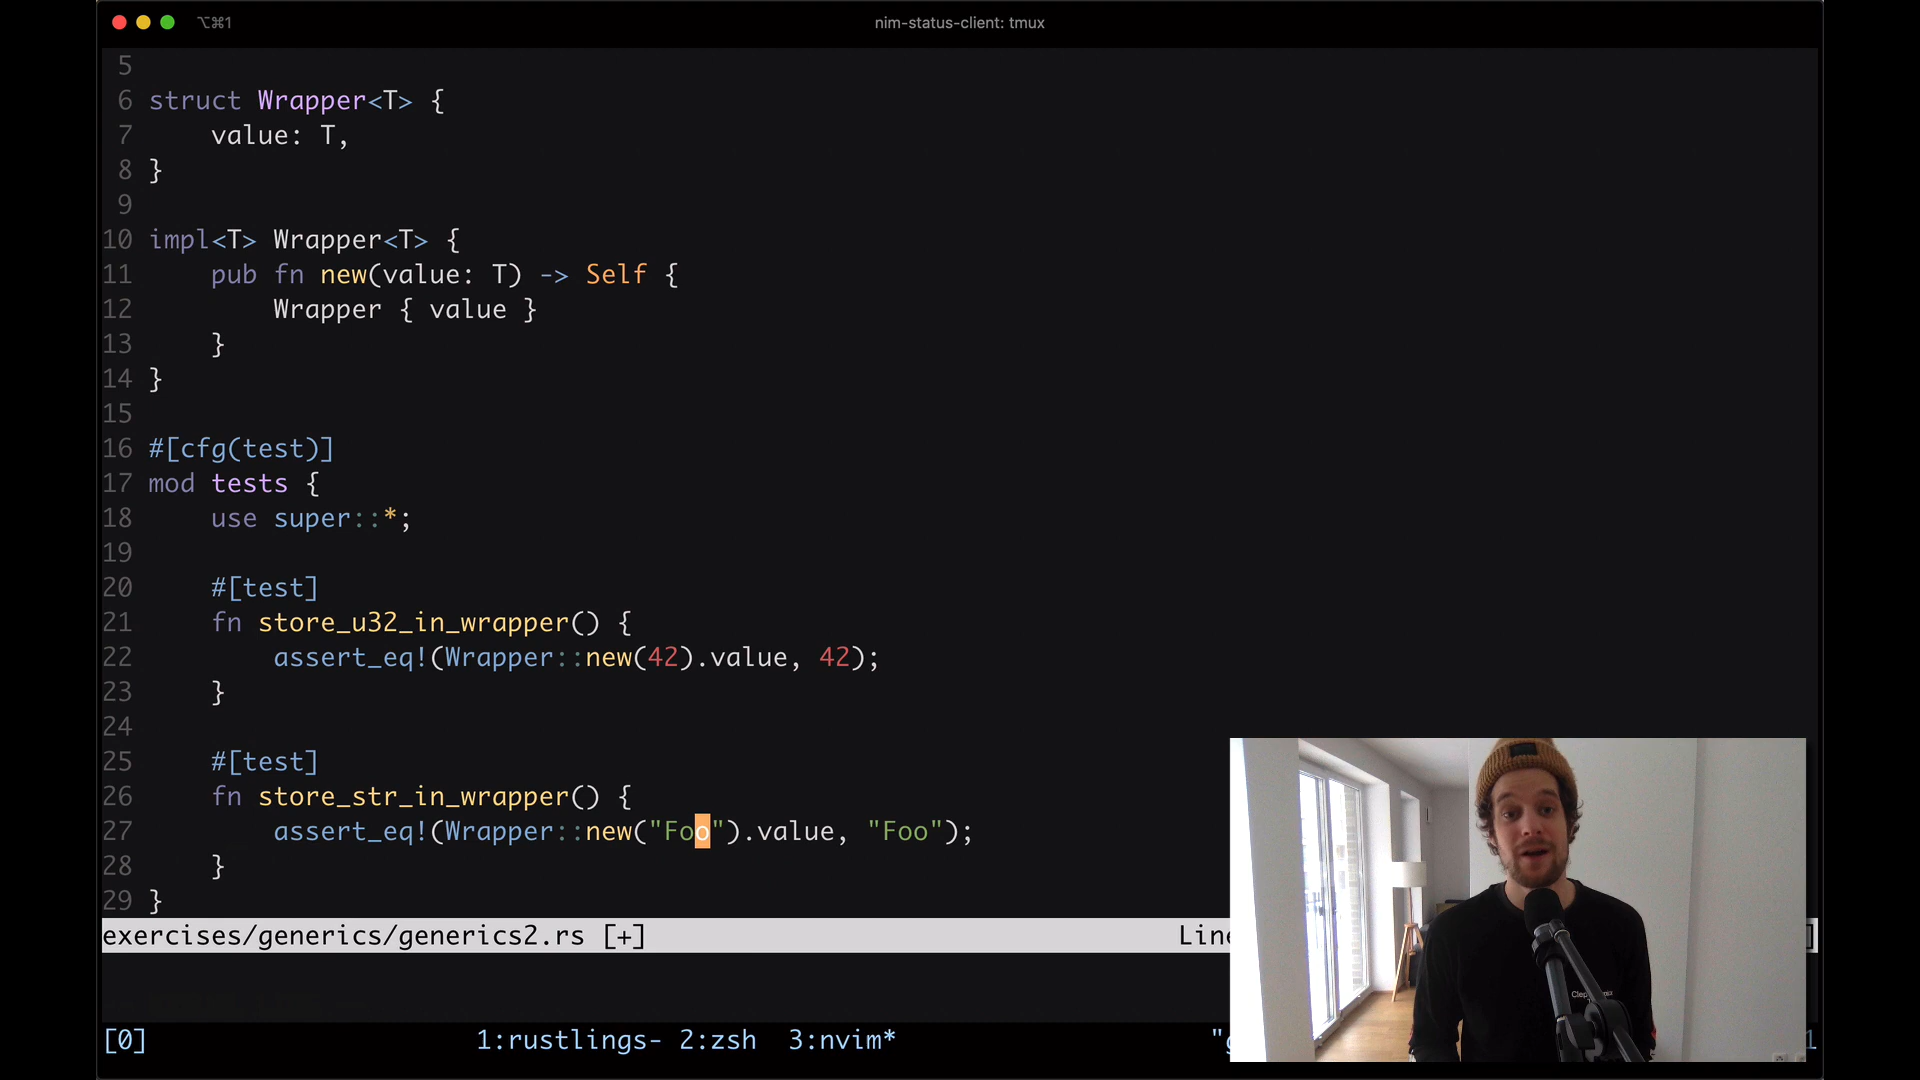 ⌥⌘1
nim-status-client: tmux
5
6 struct Wrapper<T> {
7     value: T,
8 }
9
10 impl<T> Wrapper<T> {
11     pub fn new(value: T) -> Self {
12         Wrapper { value }
13     }
14 }
15
16 #[cfg(test)]
17 mod tests {
18     use super::*;
19
20     #[test]
21     fn store_u32_in_wrapper() {
22         assert_eq!(Wrapper::new(42).value, 42);
23     }
24
25     #[test]
26     fn store_str_in_wrapper() {
27         assert_eq!(Wrapper::new("Foo").value, "Foo");
28     }
29 }
exercises/generics/generics2.rs [+] Line ]
[0] 1:rustlings- 2:zsh 3:nvim* "g 1